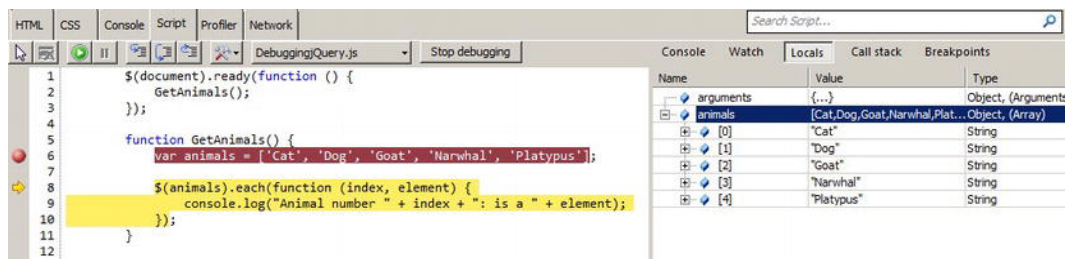 HTML CSS Console Script Profiler Network Search Script...
DebuggingjQuery.js Stop debugging Console Watch Locals Call stack Breakpoints
1 $(document).ready(function () {
2 GetAnimals();
3 });
4
5 function GetAnimals() {
6 var animals = ['Cat', 'Dog', 'Goat', 'Narwhal', 'Platypus'];
7
8 $(animals).each(function (index, element) {
9 console.log("Animal number " + index + ": is a " + element);
10 });
11 }
12
Name Value Type
arguments {...} Object, (Arguments
animals [Cat,Dog,Goat,Narwhal,Plat... Object, (Array)
[0] "Cat" String
[1] "Dog" String
[2] "Goat" String
[3] "Narwhal" String
[4] "Platypus" String